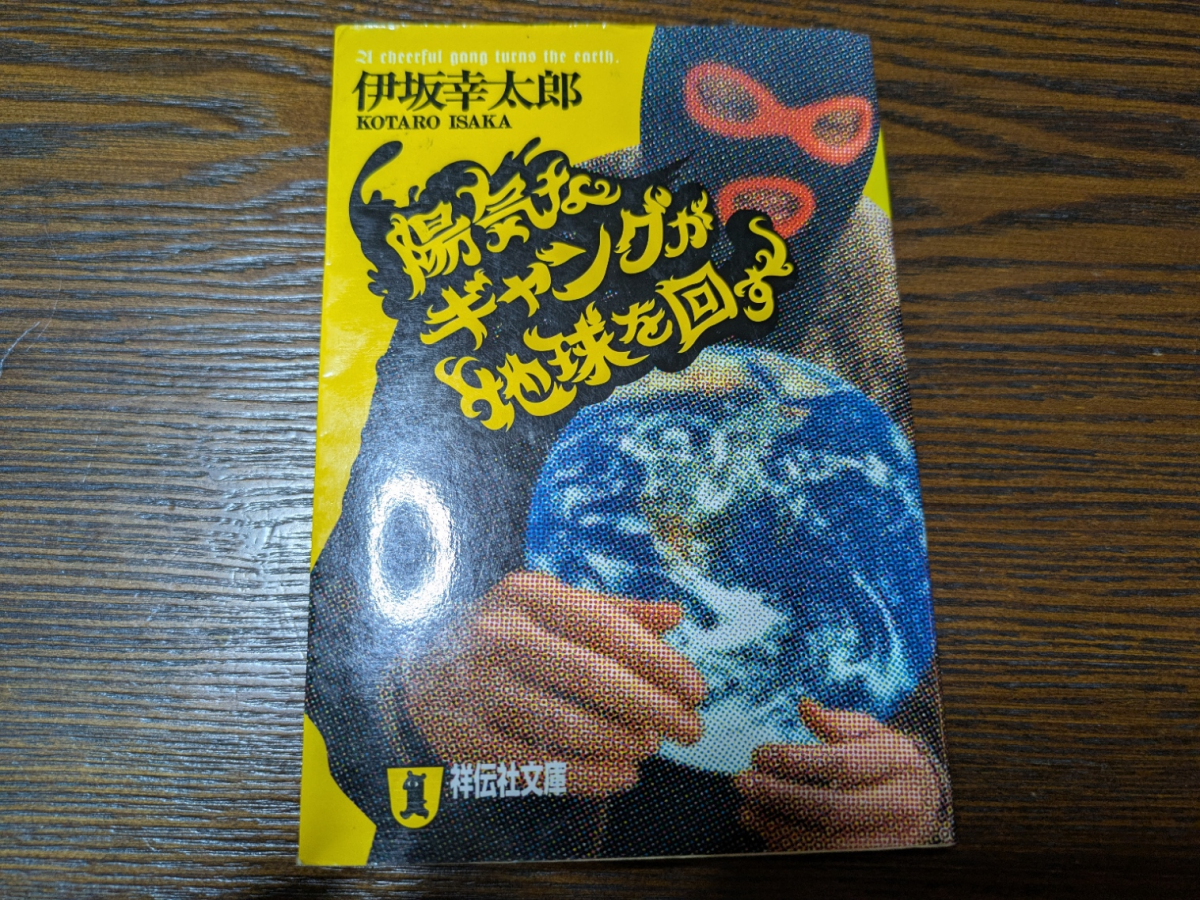 A cheerful gang turns the earth.
伊坂幸太郎
KOTARO ISAKA
陽気な
ギャングが
地球を回す
祥伝社文庫